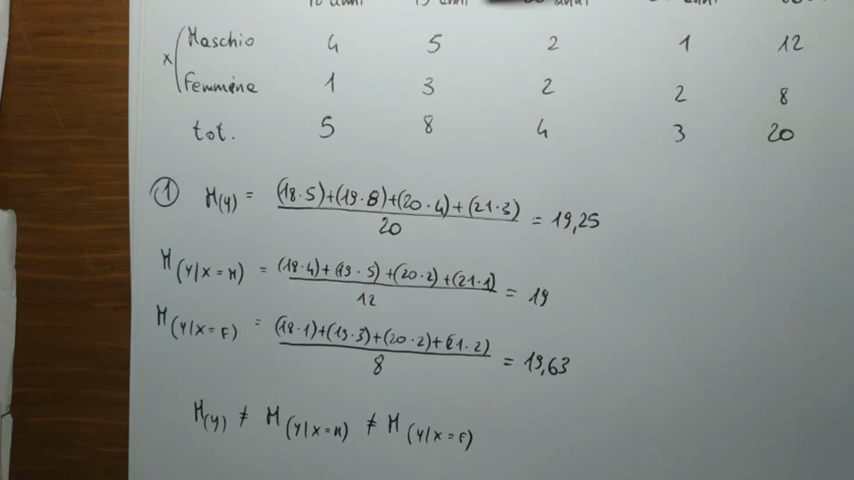 Maschio 4 5 2 1 12
x
Femmine 1 3 2 2 8
tot. 5 8 4 3 20
① M(y) = (18·5)+(19·8)+(20·4)+(21·3) / 20 = 19,25
M(y|x=M) = (18·4)+(19·5)+(20·2)+(21·1) / 12 = 19
M(y|x=F) = (18·1)+(19·3)+(20·2)+(21·2) / 8 = 19,63
M(y) ≠ M(y|x=M) ≠ M(y|x=F)